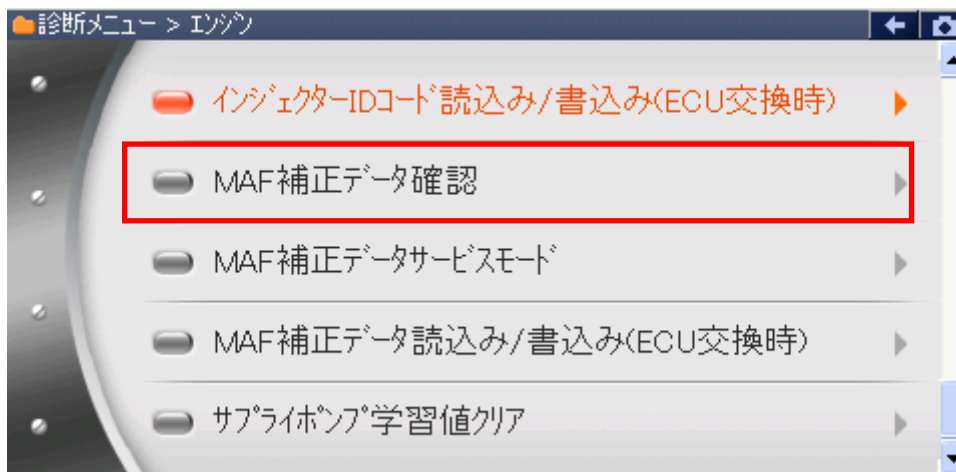 診断メニュー > エンジン
インジェクターIDコード読込み/書込み(ECU交換時)
MAF補正データ確認
MAF補正データサービスモード
MAF補正データ読込み/書込み(ECU交換時)
サプライポンプ学習値クリア